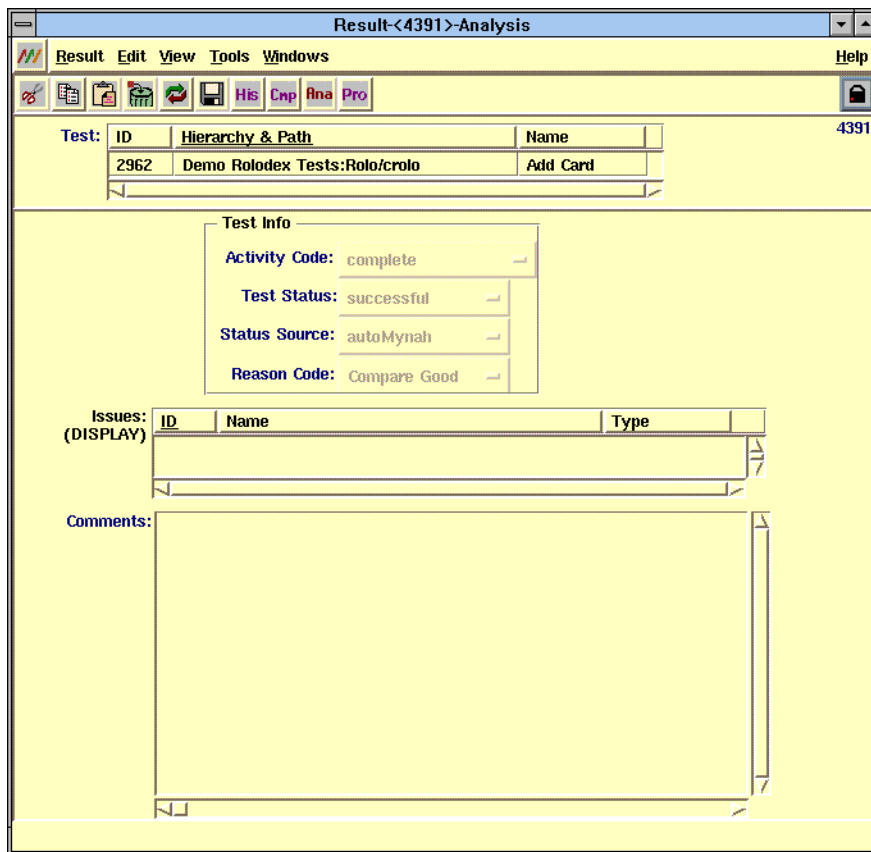 Result-<4391>-Analysis
Result Edit View Tools Windows Help
His Cmp Ana Pro
Test: ID Hierarchy & Path Name 4391
2962 Demo Rolodex Tests:Rolo/crolo Add Card
Test Info
Activity Code: complete
Test Status: successful
Status Source: autoMynah
Reason Code: Compare Good
Issues: ID Name Type
(DISPLAY)
Comments: